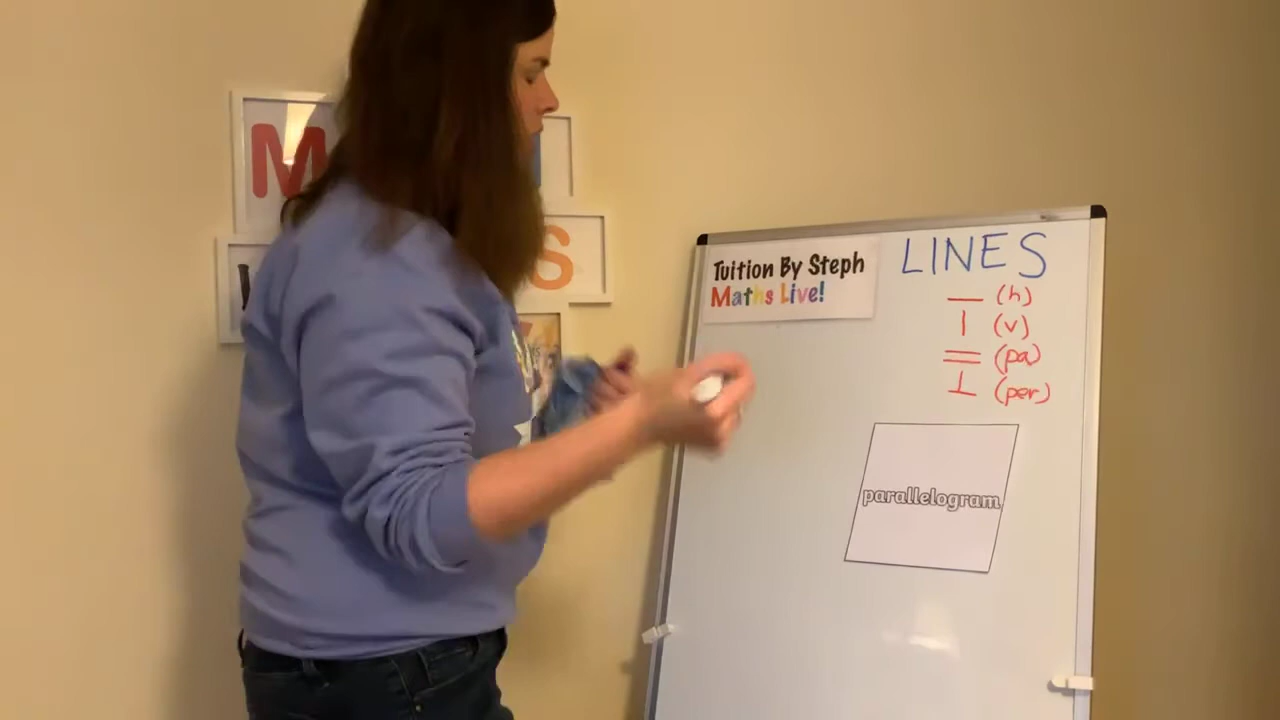 M
S
Tuition By Steph
Maths Live!
LINES
(h)
(v)
(pa)
(per)
parallelogram